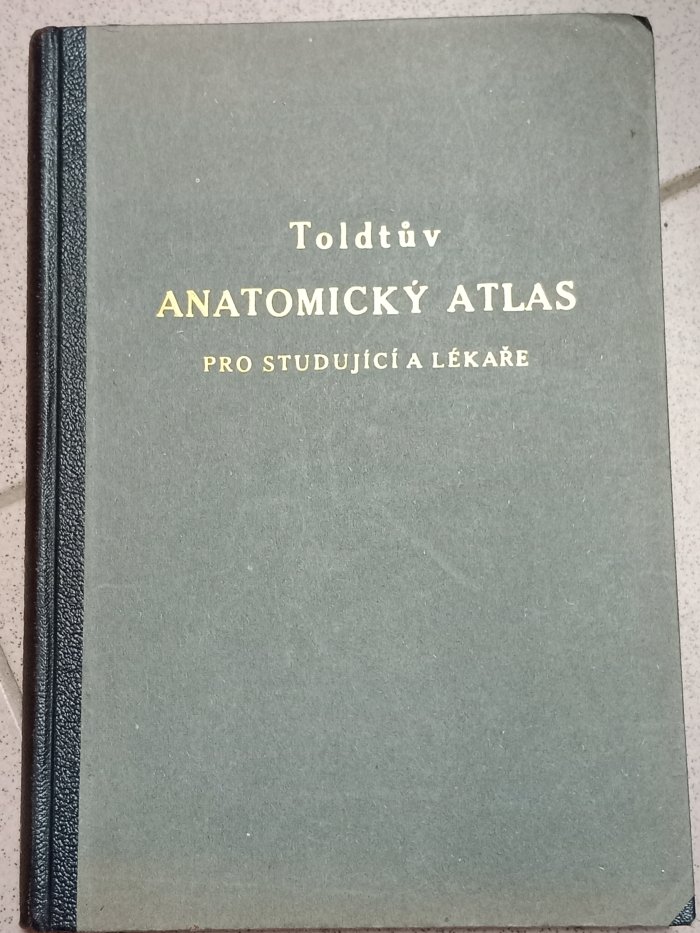 Toldtův
ANATOMICKÝ ATLAS
PRO STUDUJÍCÍ A LÉKAŘE